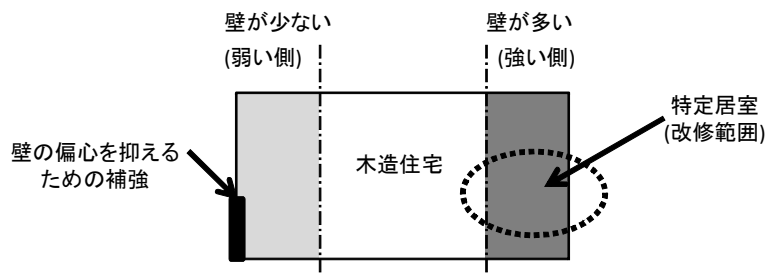 壁が少ない
(弱い側)
壁が多い
(強い側)
特定居室
(改修範囲)
壁の偏心を抑える
ための補強
木造住宅